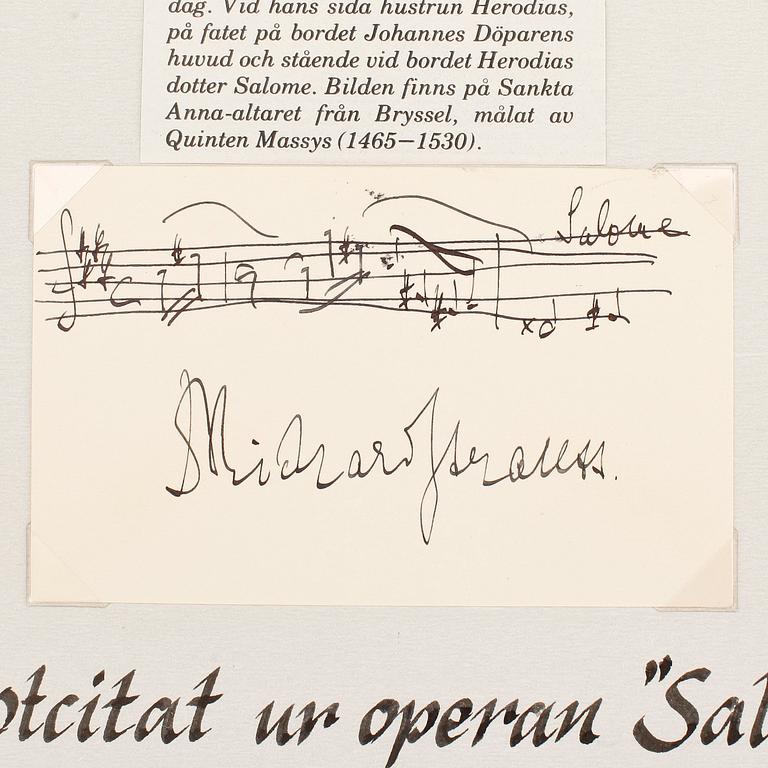 dag. Vid hans sida hustrun Herodias,
på fatet på bordet Johannes Döparens
huvud och stående vid bordet Herodias
dotter Salome. Bilden finns på Sankta
Anna-altaret från Bryssel, målat av
Quinten Massys (1465—1530).
Salome
Richard Strauss.
otcitat ur operan "Sal